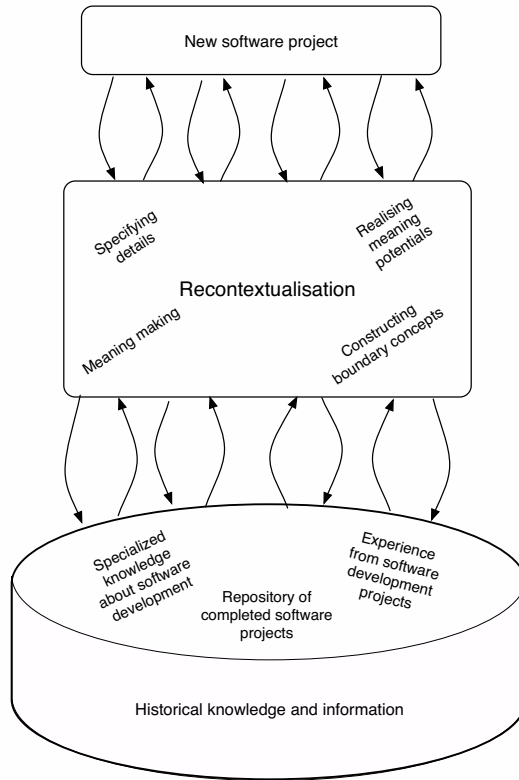 New software project
Specifying
details
Realising
meaning
potentials
Recontextualisation
Meaning making
Constructing
boundary concepts
Specialized
knowledge
about software
development
Repository of
completed software
projects
Experience
from software
development
projects
Historical knowledge and information